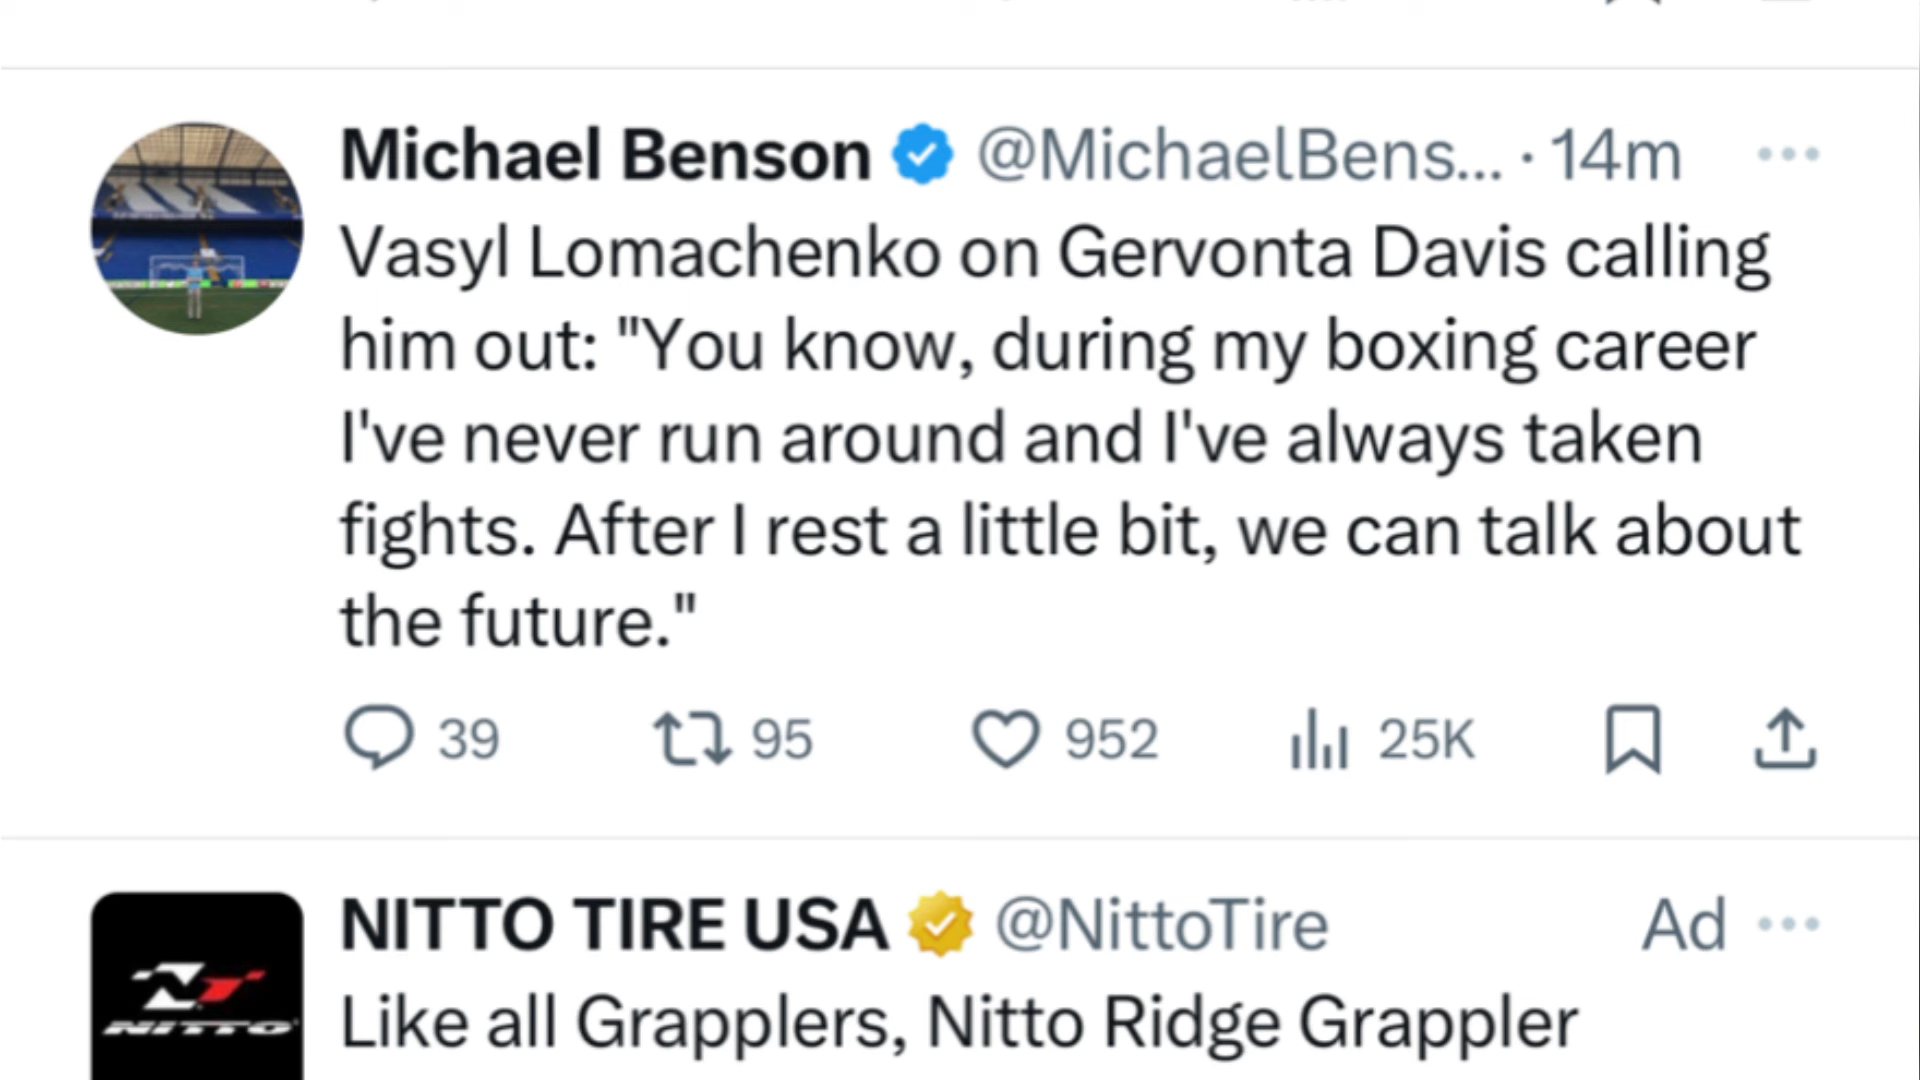 Michael Benson @MichaelBens... · 14m
Vasyl Lomachenko on Gervonta Davis calling
him out: "You know, during my boxing career
I've never run around and I've always taken
fights. After I rest a little bit, we can talk about
the future."
39 95 952 25K
NITTO TIRE USA @NittoTire Ad
NITTO
Like all Grapplers, Nitto Ridge Grappler